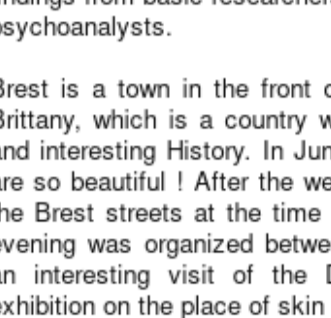 findings from basic researchers
psychoanalysts.
Brest is a town in the front o
Brittany, which is a country w
and interesting History. In Jun
are so beautiful ! After the we
the Brest streets at the time
evening was organized betwe
an interesting visit of the D
exhibition on the place of skin